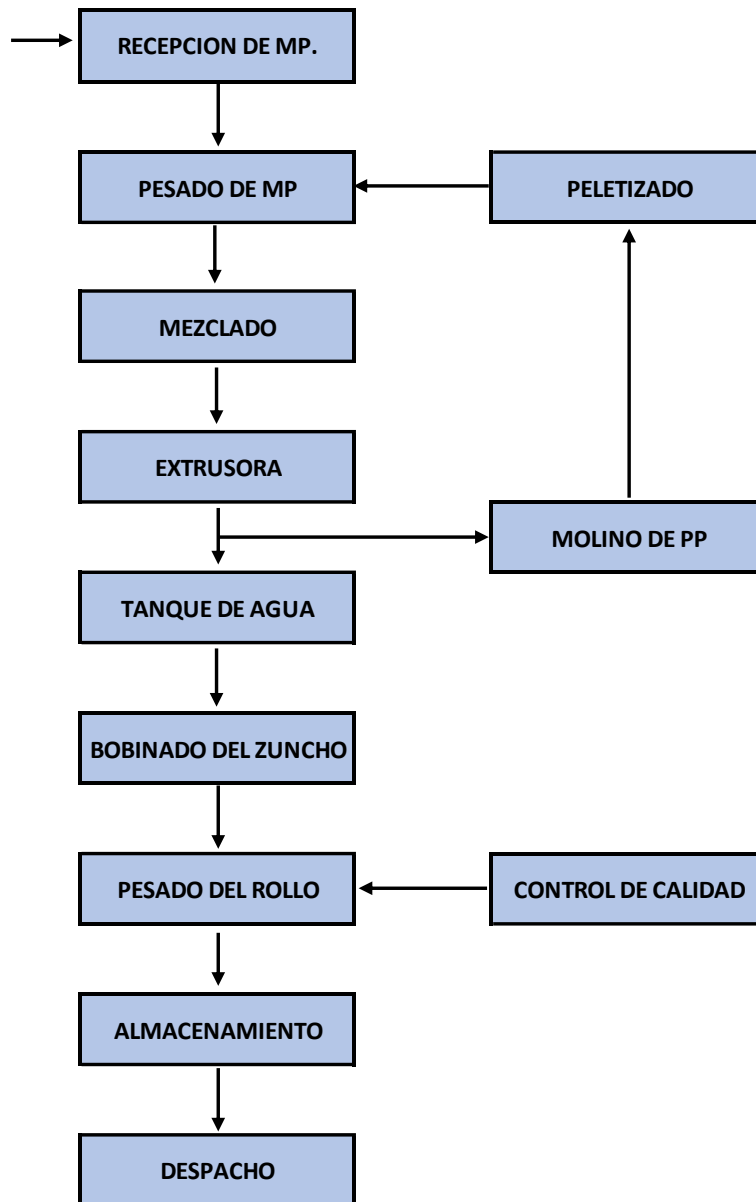 RECEPCION DE MP.
PESADO DE MP
PELETIZADO
MEZCLADO
EXTRUSORA
MOLINO DE PP
TANQUE DE AGUA
BOBINADO DEL ZUNCHO
PESADO DEL ROLLO
CONTROL DE CALIDAD
ALMACENAMIENTO
DESPACHO